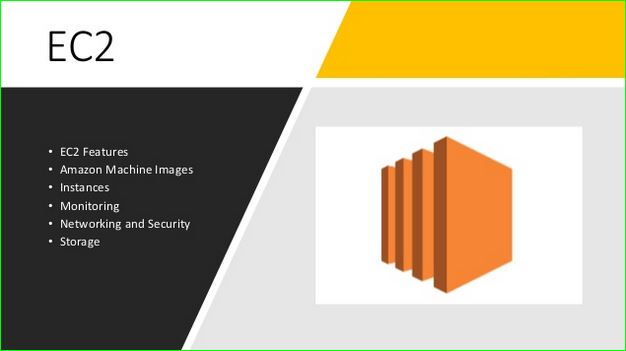 EC2
• EC2 Features
• Amazon Machine Images
• Instances
• Monitoring
• Networking and Security
• Storage